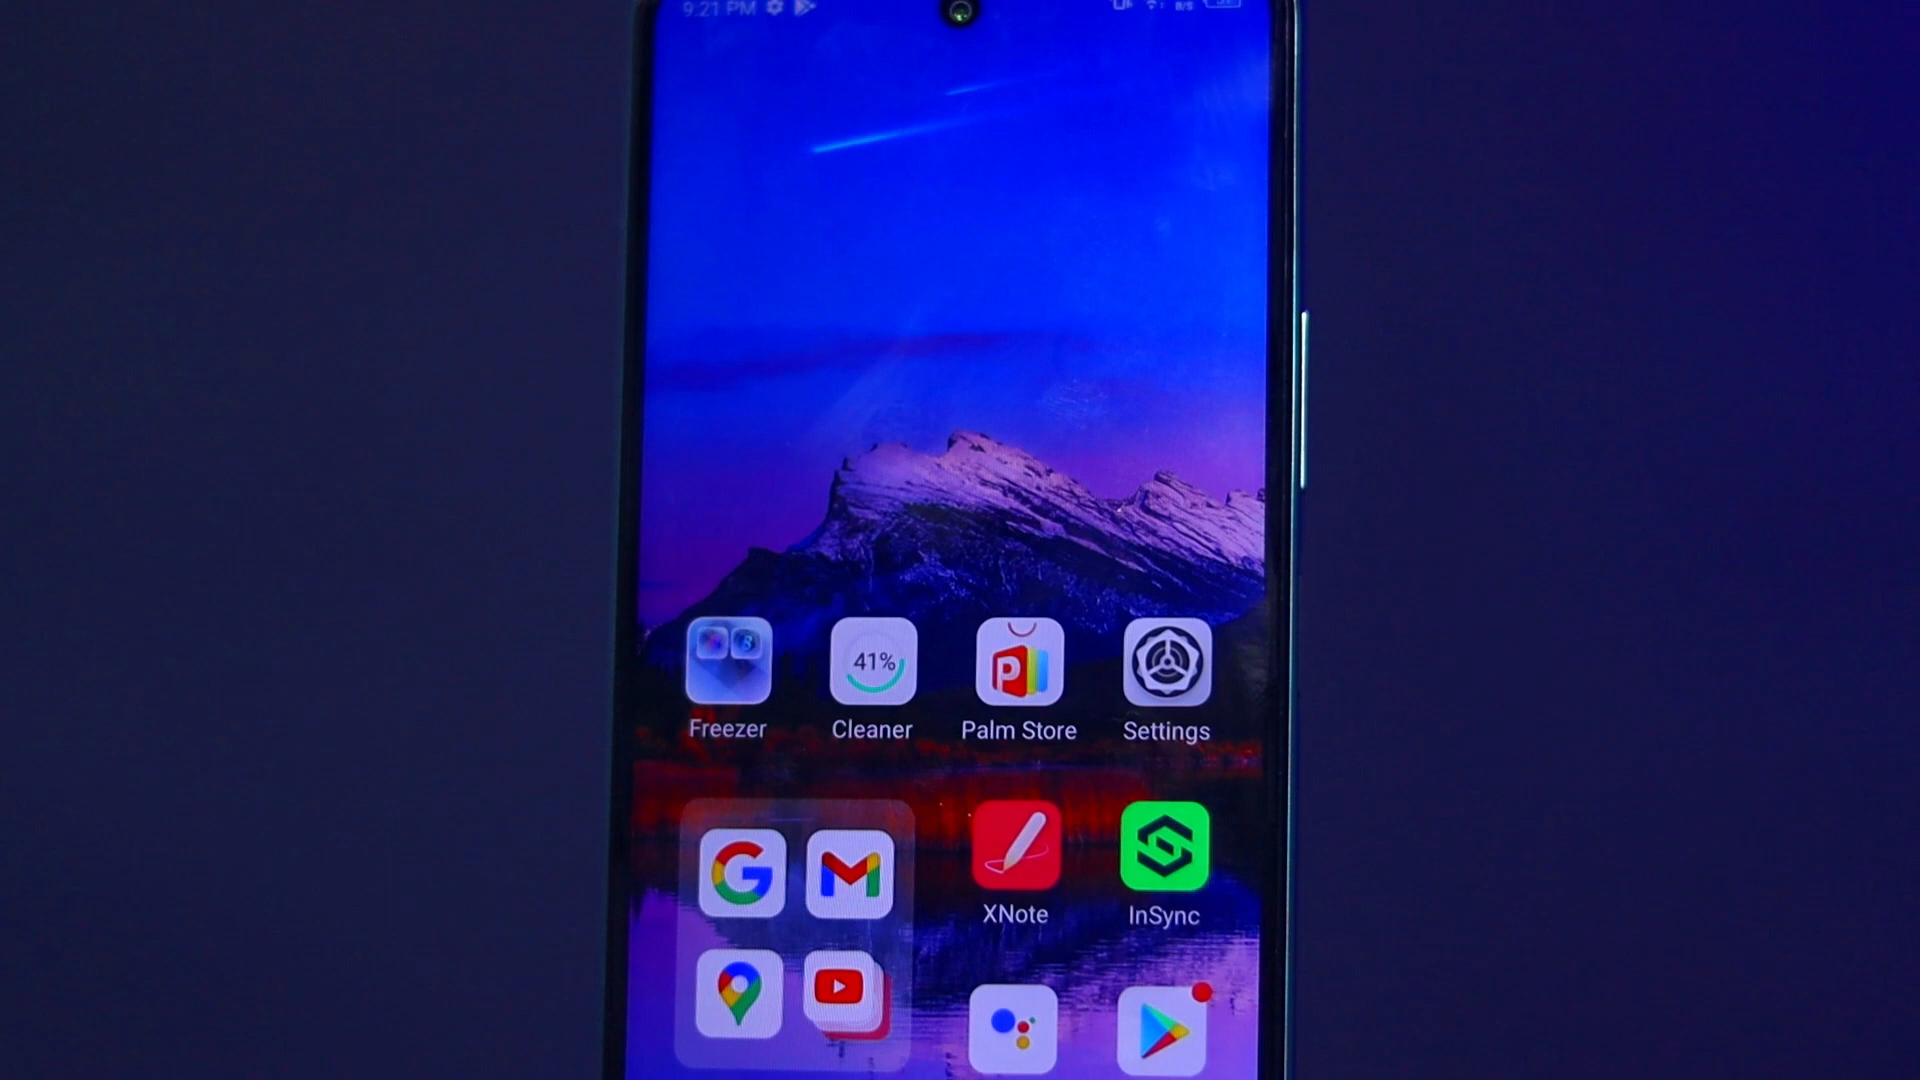 9:21 PM
B/S
41%
Freezer Cleaner Palm Store Settings
XNote InSync